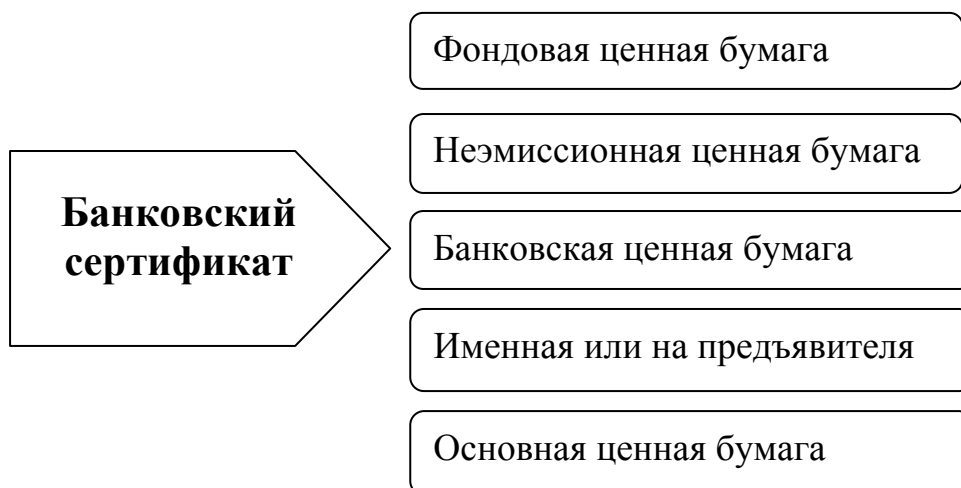 Банковский
сертификат
Фондовая ценная бумага
Неэмиссионная ценная бумага
Банковская ценная бумага
Именная или на предъявителя
Основная ценная бумага